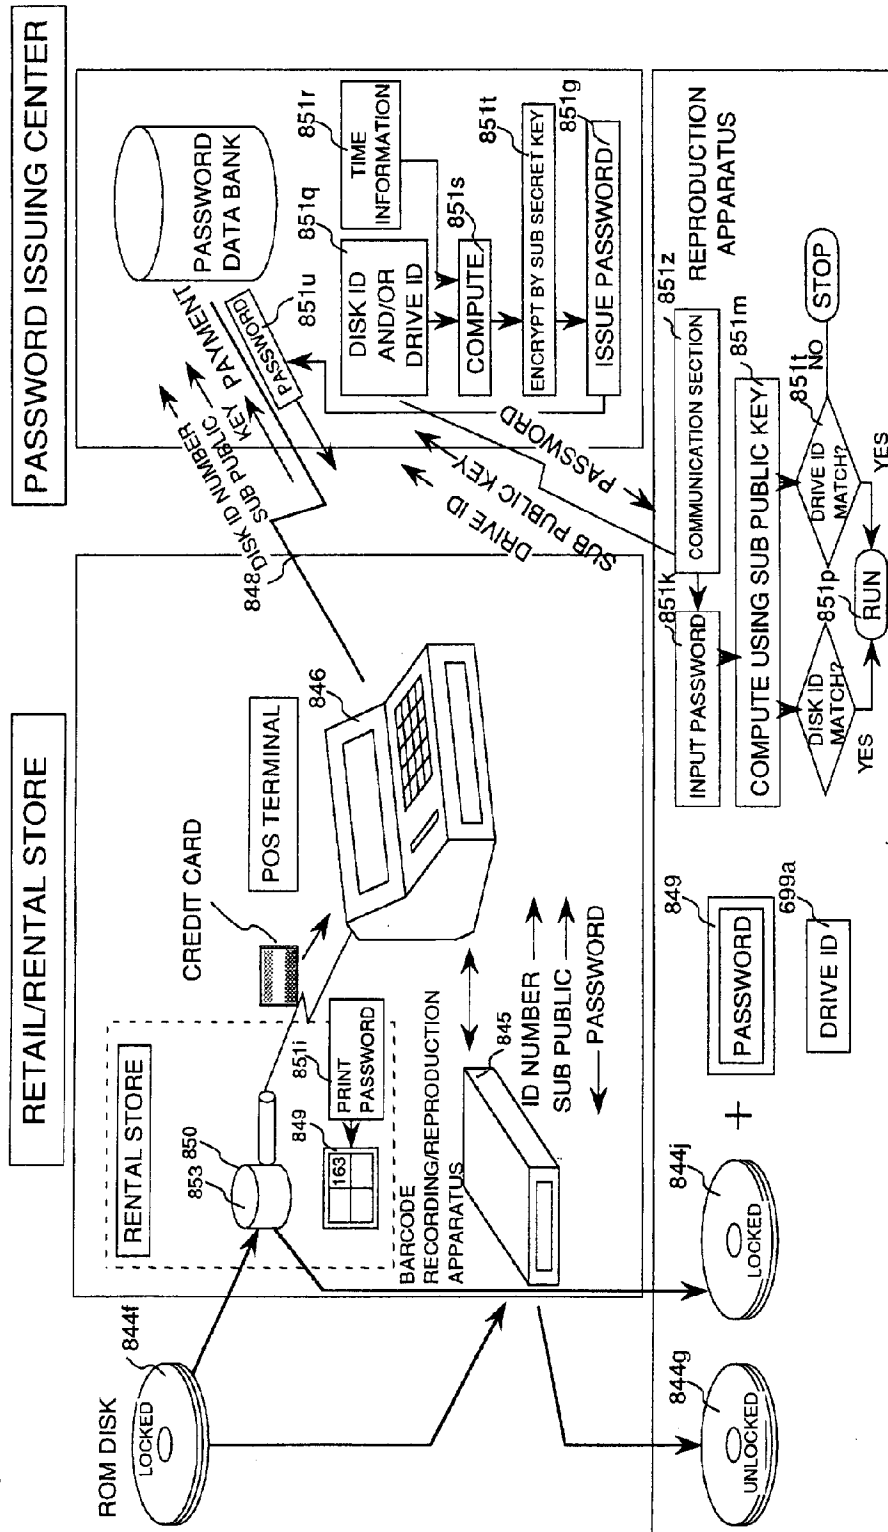 RETAIL/RENTAL STORE
PASSWORD ISSUING CENTER
ROM DISK
LOCKED
844f
RENTAL STORE
853
850
849
163
851i
PRINT
PASSWORD
CREDIT CARD
POS TERMINAL
846
BARCODE
RECORDING/REPRODUCTION
APPARATUS
845
ID NUMBER
SUB PUBLIC
PASSWORD
848
DISK ID NUMBER
SUB PUBLIC
KEY
PAYMENT
PASSWORD
851u
PASSWORD
DATA BANK
DISK ID
AND/OR
DRIVE ID
851q
TIME
INFORMATION
851r
COMPUTE
851s
ENCRYPT BY SUB SECRET KEY
851t
ISSUE PASSWORD
851g
DRIVE ID
SUB PUBLIC KEY
PASSWORD
UNLOCKED
844g
LOCKED
844j
+
PASSWORD
849
DRIVE ID
699a
REPRODUCTION
APPARATUS
INPUT PASSWORD
851k
COMMUNICATION SECTION
851z
COMPUTE USING SUB PUBLIC KEY
851m
DISK ID
MATCH?
YES
851p
RUN
DRIVE ID
MATCH?
851t
NO
YES
STOP